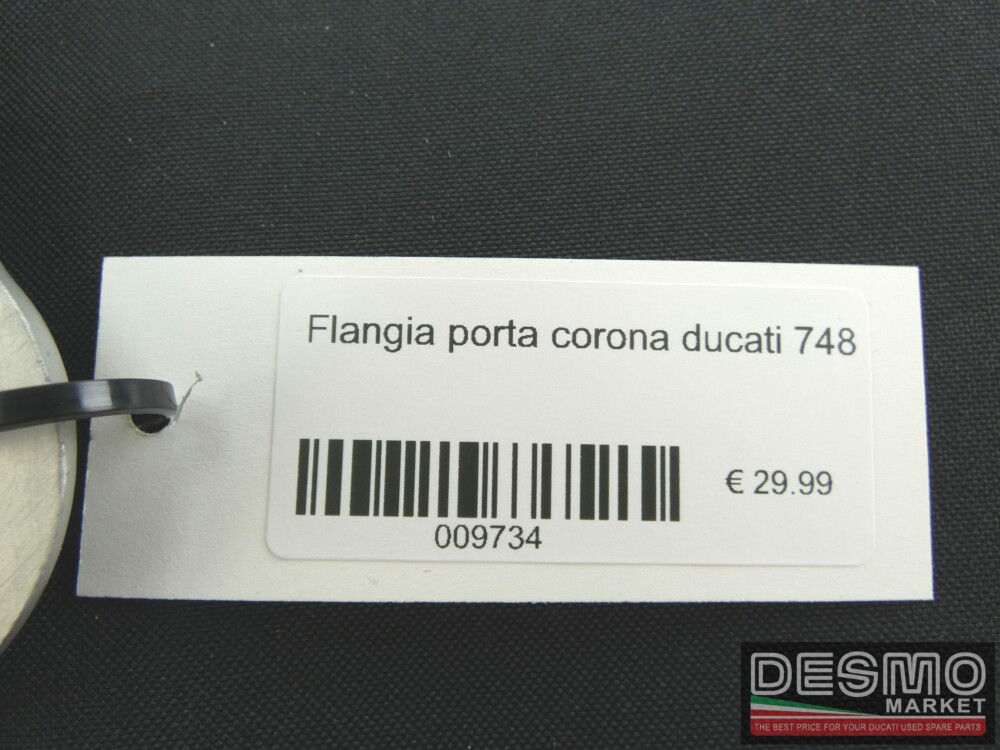 Flangia porta corona ducati 748
€ 29.99
009734
DESMO
MARKET
THE BEST PRICE FOR YOUR DUCATI USED SPARE PARTS